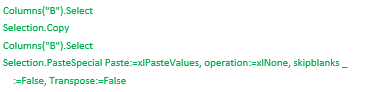 Columns("B").Select
Selection.Copy
Columns("B").Select
Selection.PasteSpecial Paste:=xlPasteValues, operation:=xlNone, skipblanks _
:=False, Transpose:=False